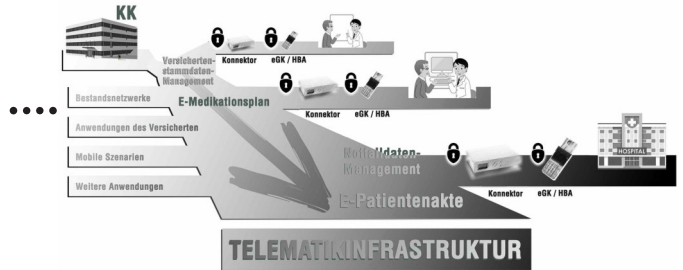 KK
Versicherten-
stammdaten-
Management
Konnektor
eGK / HBA
Bestandsnetzwerke
E-Medikationsplan
Konnektor
eGK / HBA
Anwendungen des Versicherten
Mobile Szenarien
Notfalldaten-
Management
HOSPITAL
Konnektor
eGK / HBA
Weitere Anwendungen
E-Patientenakte
TELEMATIKINFRASTRUKTUR